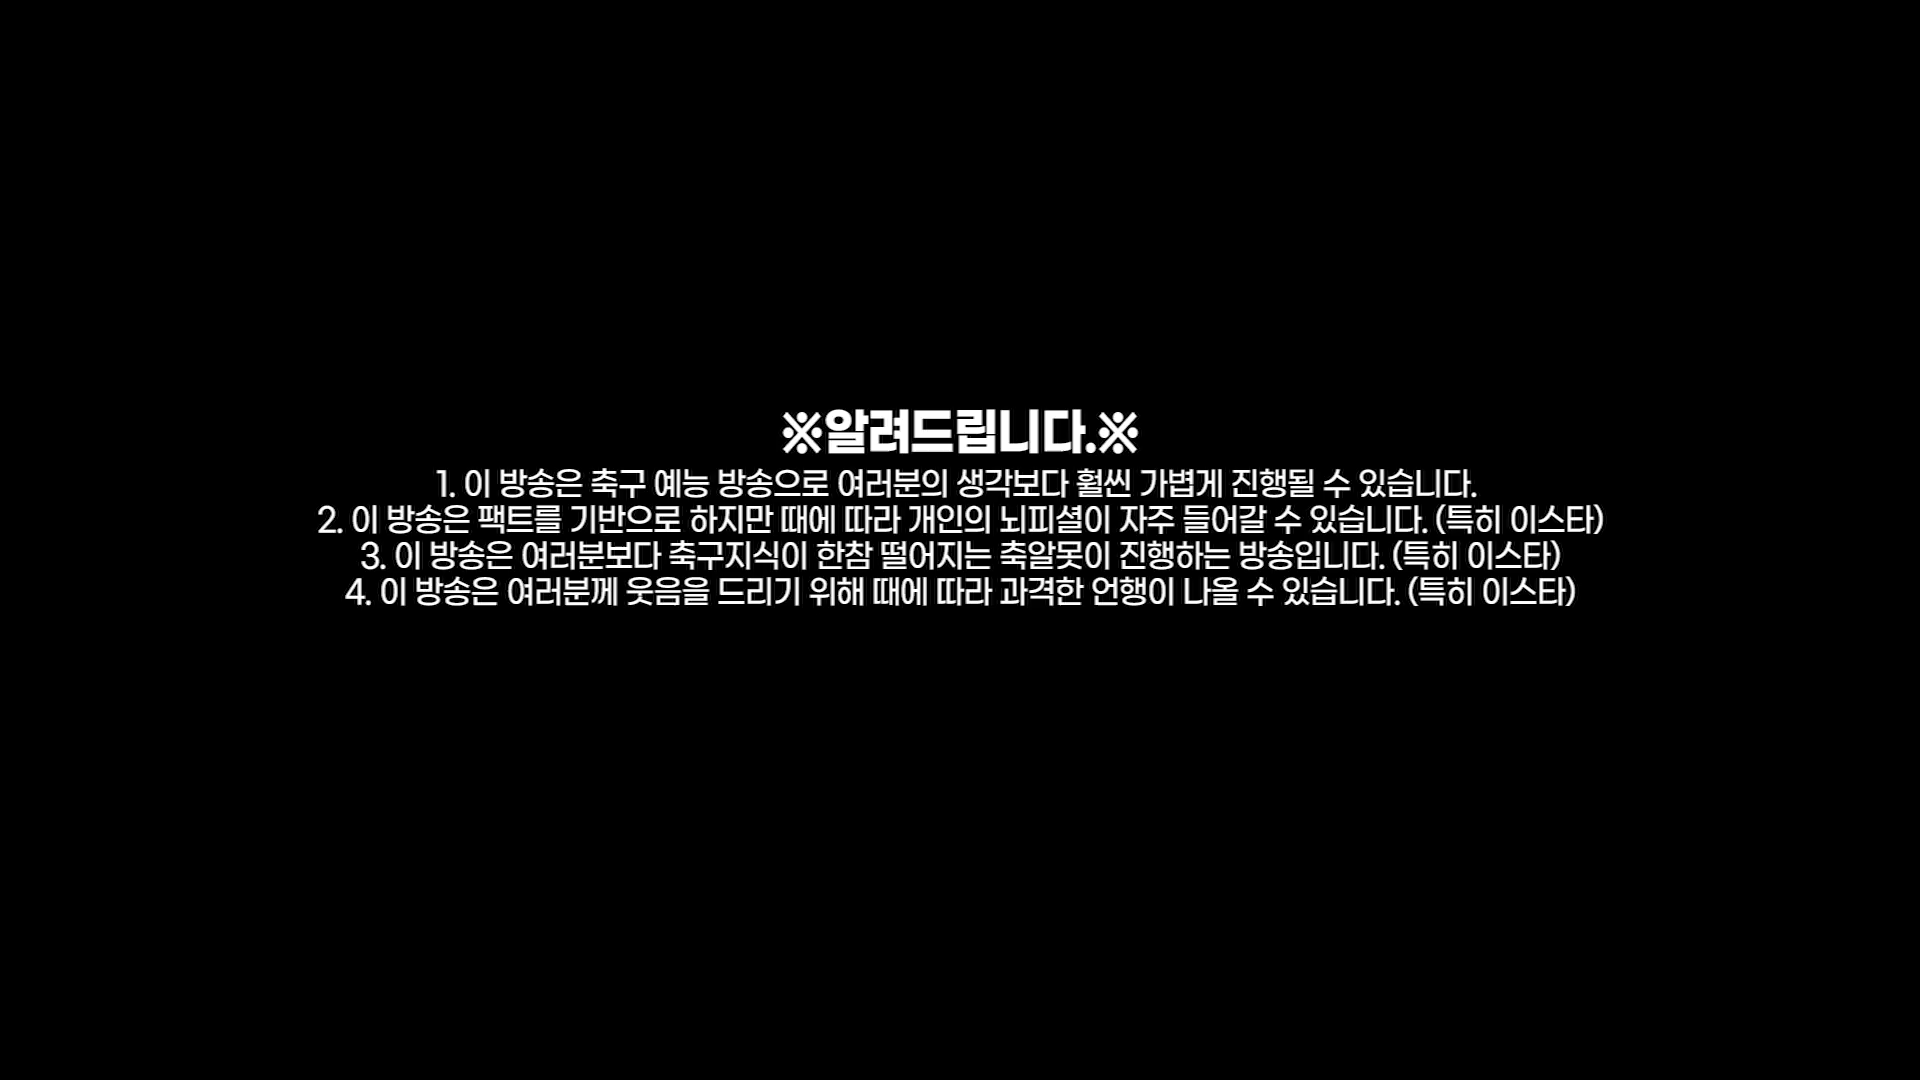 ※알려드립니다.※
1. 이 방송은 축구 예능 방송으로 여러분의 생각보다 훨씬 가볍게 진행될 수 있습니다.
2. 이 방송은 팩트를 기반으로 하지만 때에 따라 개인의 뇌피셜이 자주 들어갈 수 있습니다. (특히 이스타)
3. 이 방송은 여러분보다 축구지식이 한참 떨어지는 축알못이 진행하는 방송입니다. (특히 이스타)
4. 이 방송은 여러분께 웃음을 드리기 위해 때에 따라 과격한 언행이 나올 수 있습니다. (특히 이스타)